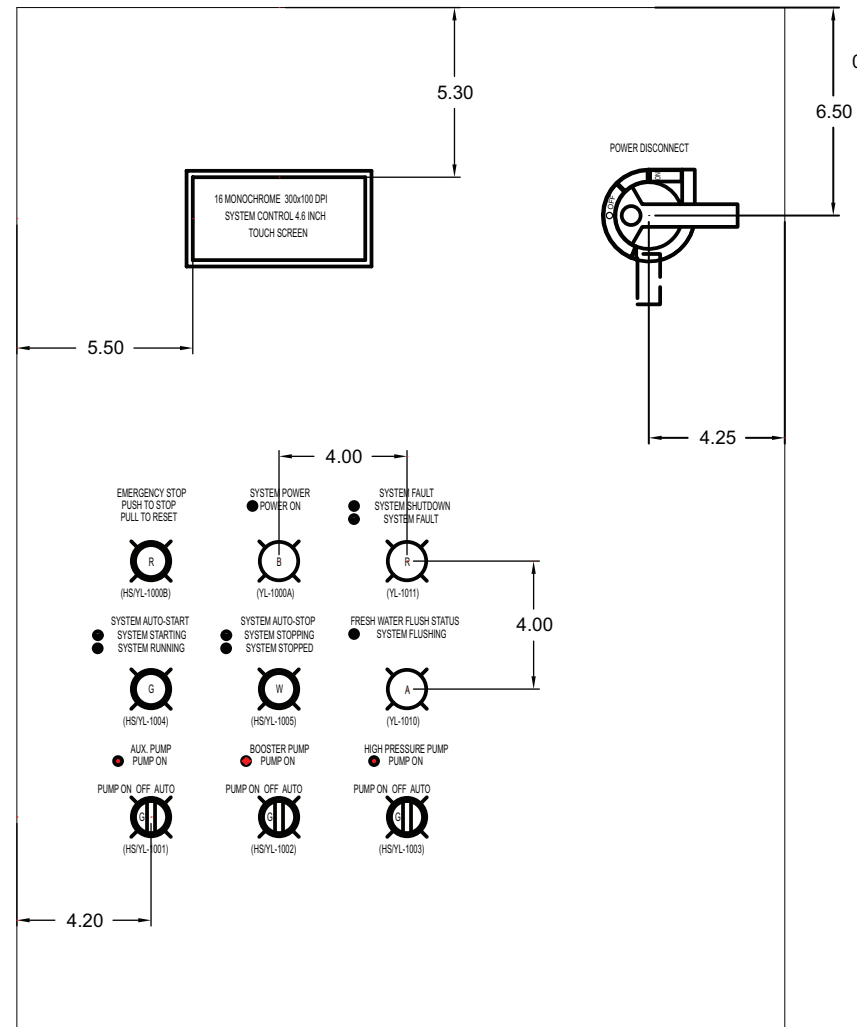 5.30
0
6.50
POWER DISCONNECT
ON
OFF
16 MONOCHROME 300x100 DPI
SYSTEM CONTROL 4.6 INCH
TOUCH SCREEN
5.50
4.25
4.00
EMERGENCY STOP
PUSH TO STOP
PULL TO RESET
R
(HS/YL-1000B)
SYSTEM POWER
POWER ON
B
(YL-1000A)
SYSTEM FAULT
SYSTEM SHUTDOWN
SYSTEM FAULT
R
(YL-1011)
4.00
SYSTEM AUTO-START
SYSTEM STARTING
SYSTEM RUNNING
G
(HS/YL-1004)
SYSTEM AUTO-STOP
SYSTEM STOPPING
SYSTEM STOPPED
W
(HS/YL-1005)
FRESH WATER FLUSH STATUS
SYSTEM FLUSHING
A
(YL-1010)
AUX. PUMP
PUMP ON
PUMP ON OFF AUTO
G
(HS/YL-1001)
BOOSTER PUMP
PUMP ON
PUMP ON OFF AUTO
G
(HS/YL-1002)
HIGH PRESSURE PUMP
PUMP ON
PUMP ON OFF AUTO
G
(HS/YL-1003)
4.20